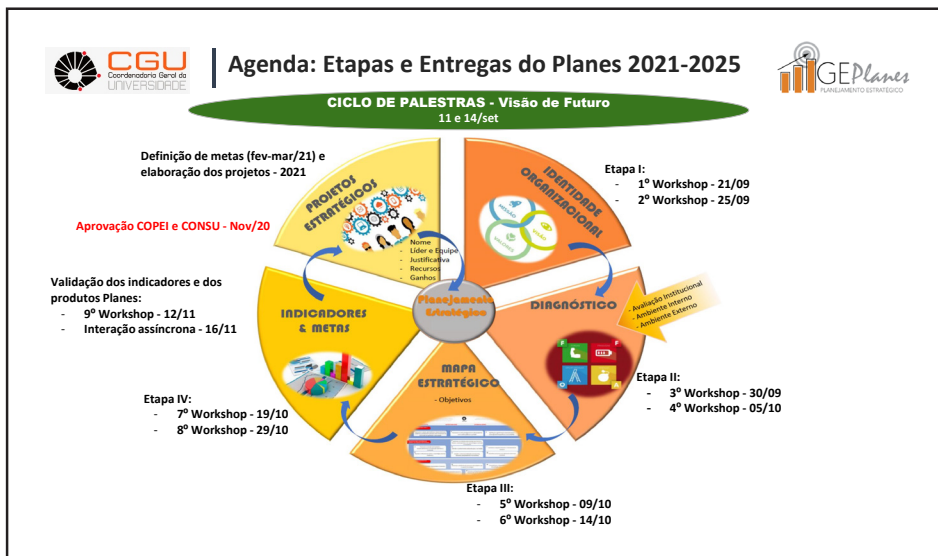 CGU
Coordenadoria Geral da
UNIVERSIDADE
Agenda: Etapas e Entregas do Planes 2021-2025
GEPlanes
PLANEJAMENTO ESTRATÉGICO
CICLO DE PALESTRAS - Visão de Futuro
11 e 14/set
Definição de metas (fev-mar/21) e
elaboração dos projetos - 2021
Aprovação COPEI e CONSU - Nov/20
Validação dos indicadores e dos
produtos Planes:
- 9º Workshop - 12/11
- Interação assíncrona - 16/11
Etapa IV:
- 7º Workshop - 19/10
- 8º Workshop - 29/10
PROJETOS
ESTRATÉGICOS
- Nome
- Líder e Equipe
- Justificativa
- Recursos
- Ganhos
IDENTIDADE
ORGANIZACIONAL
MISSÃO
VISÃO
VALORES
Etapa I:
- 1º Workshop - 21/09
- 2º Workshop - 25/09
Planejamento
Estratégico
INDICADORES
& METAS
DIAGNÓSTICO
- Avaliação Institucional
- Ambiente Interno
- Ambiente Externo
F
F
O
A
Etapa II:
- 3º Workshop - 30/09
- 4º Workshop - 05/10
MAPA
ESTRATÉGICO
- Objetivos
Etapa III:
- 5º Workshop - 09/10
- 6º Workshop - 14/10